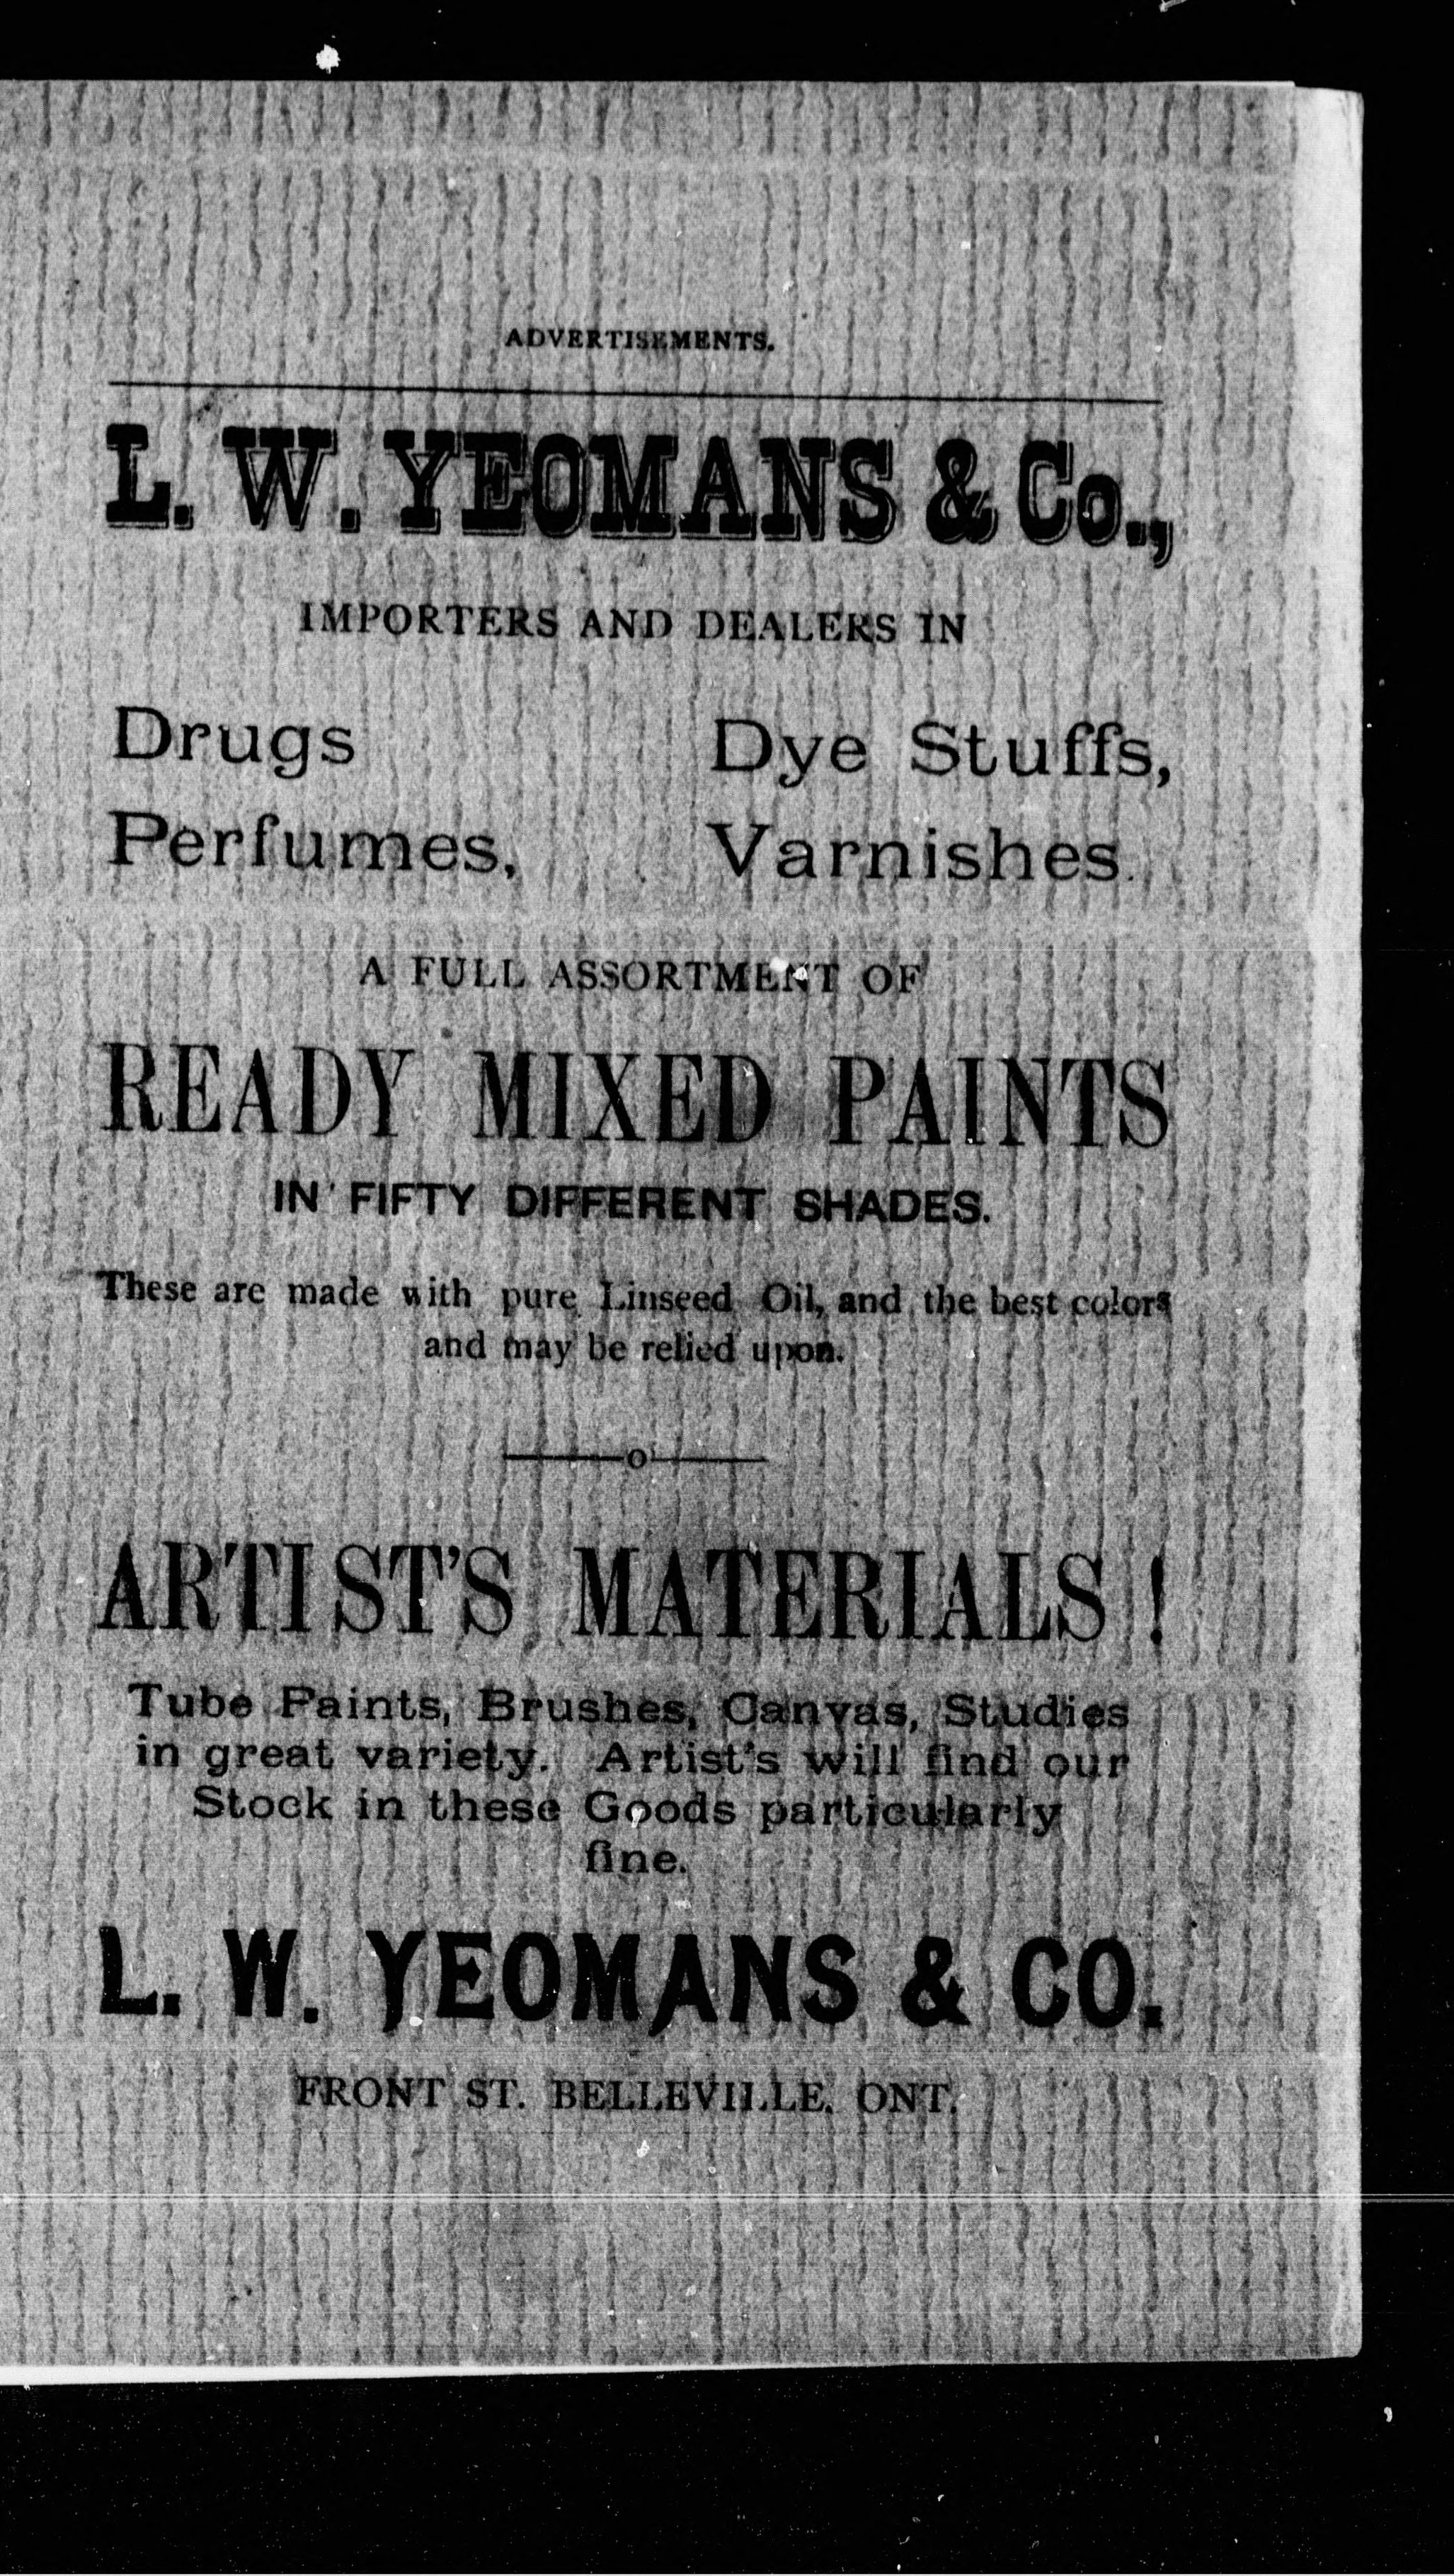 ADVERTISEMENTS.
L. W. YEOMANS & Co.,
IMPORTERS AND DEALERS IN
Drugs Dye Stuffs,
Perfumes, Varnishes.
A FULL ASSORTMENT OF
READY MIXED PAINTS
IN FIFTY DIFFERENT SHADES.
These are made with pure Linseed Oil, and the best colors
and may be relied upon.
o
ARTIST'S MATERIALS !
Tube Paints, Brushes, Canvas, Studies
in great variety. Artist's will find our
Stock in these Goods particularly
fine.
L. W. YEOMANS & CO.
FRONT ST. BELLEVILLE, ONT.